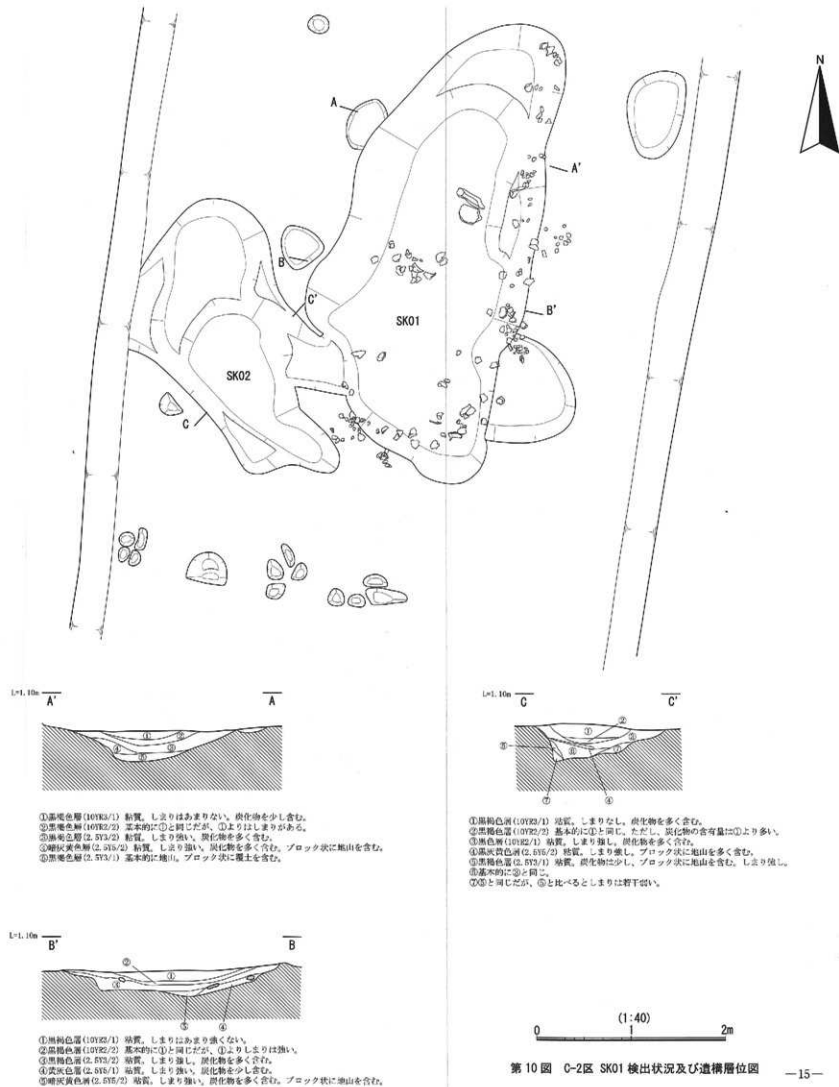 N
A
A'
B
C'
B'
SK01
SK02
C
L=1.10m
A'
A
①②③④⑤
①黒褐色層(10YR3/1) 粘質。しまりはあまりない。炭化物を少し含む。
②黒褐色層(10YR2/2) 基本的に①と同じだが、①よりはしまりがある。
③黒褐色層(2.5Y3/2) 粘質。しまり強い。炭化物を多く含む。
④暗灰黄色層(2.5Y5/2) 粘質。しまり強い。炭化物を多く含む。ブロック状に地山を含む。
⑤黒褐色層(2.5Y3/1) 基本的に地山。ブロック状に覆土を含む。
L=1.10m
C
C'
①黒褐色層(10YR3/1) 粘質。しまりなし。炭化物を多く含む。
②黒褐色層(10YR2/2) 基本的に①と同じ、ただし、炭化物の含有量は①より多い。
③黒色層(10YR2/1) 粘質。しまり強し。炭化物を多く含む。
④黒灰黄色層(2.5Y5/2) 粘質。しまり強し。ブロック状に地山を多く含む。
⑤黒褐色層(2.5Y3/1) 粘質。炭化物は少し、ブロック状に地山を含む。しまり強し。
⑥基本的に③と同じ。
⑦⑤と同じだが、⑤と比べるとしまりは若干弱い。
L=1.10m
B'
B
①黒褐色層(10YR3/1) 粘質。しまりはあまり強くない。
②黒褐色層(10YR2/2) 基本的に①と同じだが、①よりしまりは強い。
③黒褐色層(2.5Y3/2) 粘質。しまり強し。炭化物を多く含む。
④黄灰色層(2.5Y5/1) 粘質。しまり強い。炭化物を少し含む。
⑤暗灰黄色層(2.5Y5/2) 粘質。しまり強い。炭化物を多く含む。ブロック状に地山を含む。
(1:40)
0 1 2m
第10図 C-2区 SK01 検出状況及び遺構層位図
—15—